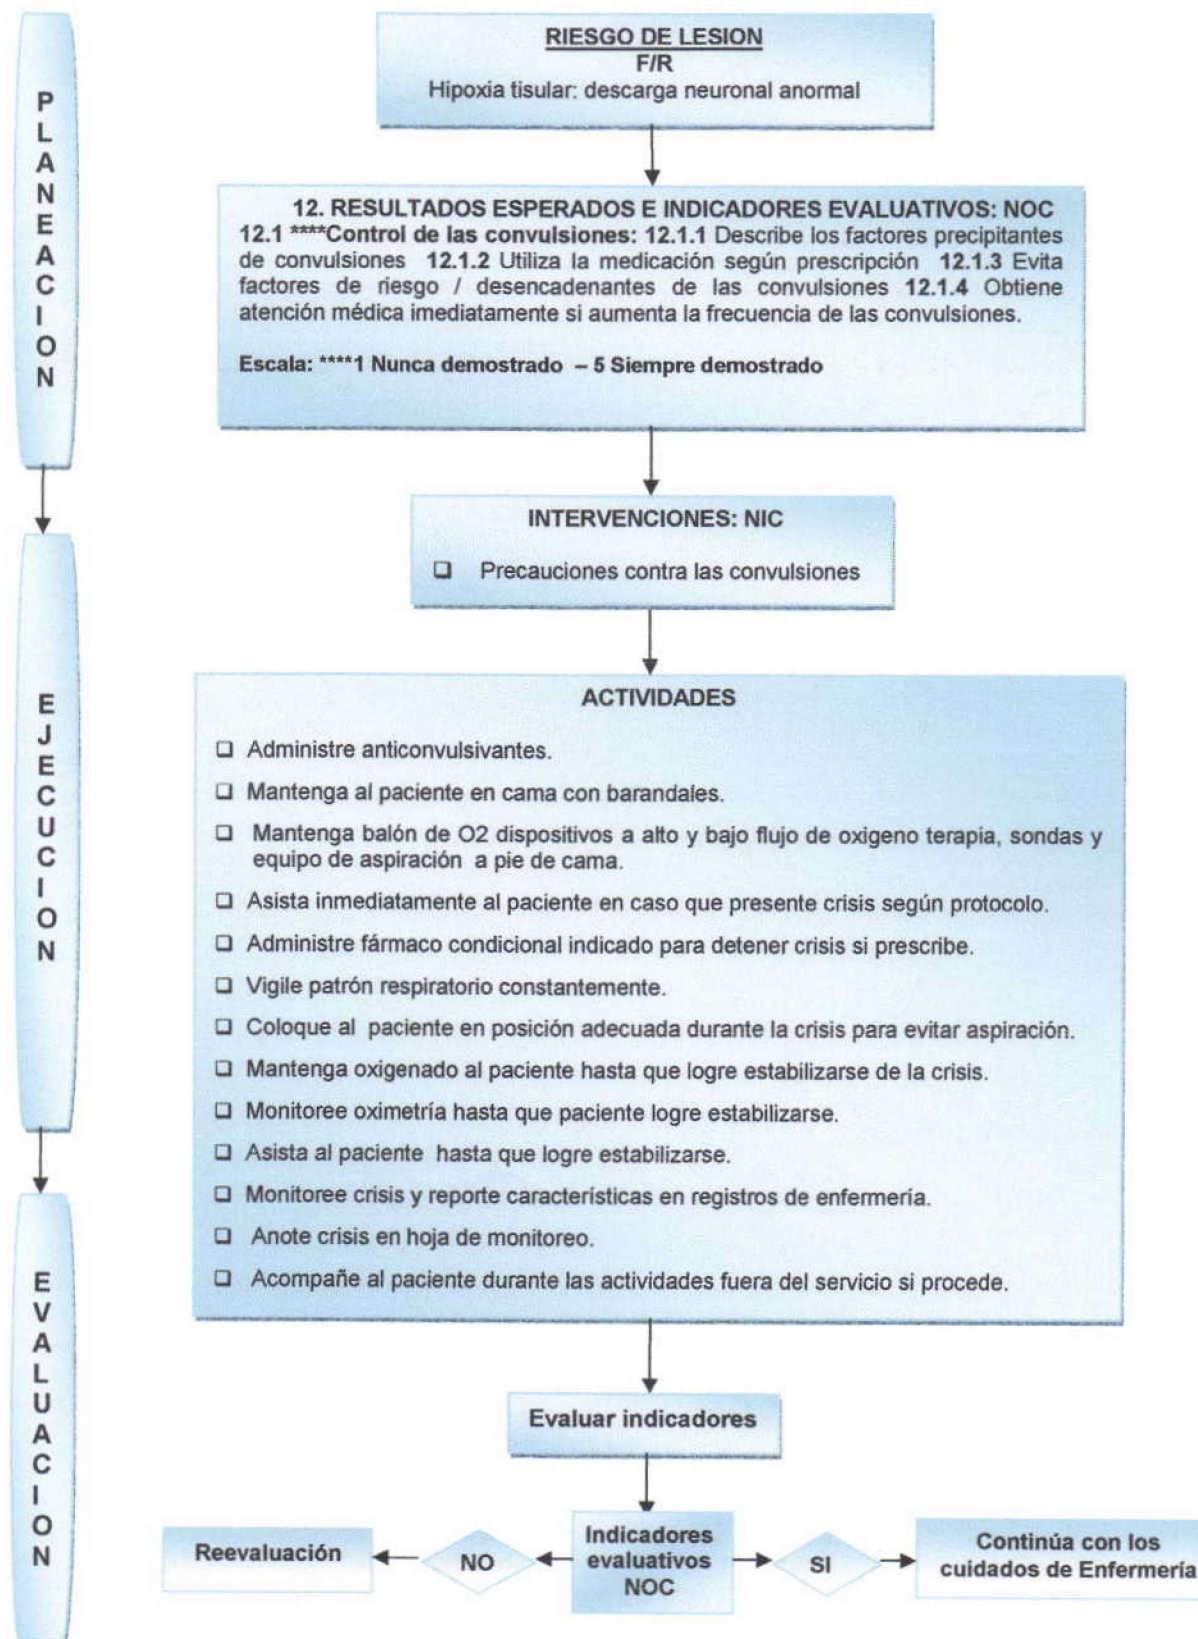 PLANEACION
RIESGO DE LESION
F/R
Hipoxia tisular: descarga neuronal anormal
12. RESULTADOS ESPERADOS E INDICADORES EVALUATIVOS: NOC
12.1 ****Control de las convulsiones: 12.1.1 Describe los factores precipitantes
de convulsiones 12.1.2 Utiliza la medicación según prescripción 12.1.3 Evita
factores de riesgo / desencadenantes de las convulsiones 12.1.4 Obtiene
atención médica imediatamente si aumenta la frecuencia de las convulsiones.
Escala: ****1 Nunca demostrado – 5 Siempre demostrado
EJECUCION
INTERVENCIONES: NIC
❑ Precauciones contra las convulsiones
ACTIVIDADES
❑ Administre anticonvulsivantes.
❑ Mantenga al paciente en cama con barandales.
❑ Mantenga balón de O2 dispositivos a alto y bajo flujo de oxigeno terapia, sondas y
equipo de aspiración a pie de cama.
❑ Asista inmediatamente al paciente en caso que presente crisis según protocolo.
❑ Administre fármaco condicional indicado para detener crisis si prescribe.
❑ Vigile patrón respiratorio constantemente.
❑ Coloque al paciente en posición adecuada durante la crisis para evitar aspiración.
❑ Mantenga oxigenado al paciente hasta que logre estabilizarse de la crisis.
❑ Monitoree oximetría hasta que paciente logre estabilizarse.
❑ Asista al paciente hasta que logre estabilizarse.
❑ Monitoree crisis y reporte características en registros de enfermería.
❑ Anote crisis en hoja de monitoreo.
❑ Acompañe al paciente durante las actividades fuera del servicio si procede.
EVALUACION
Evaluar indicadores
Reevaluación
NO
Indicadores
evaluativos
NOC
SI
Continúa con los
cuidados de Enfermería